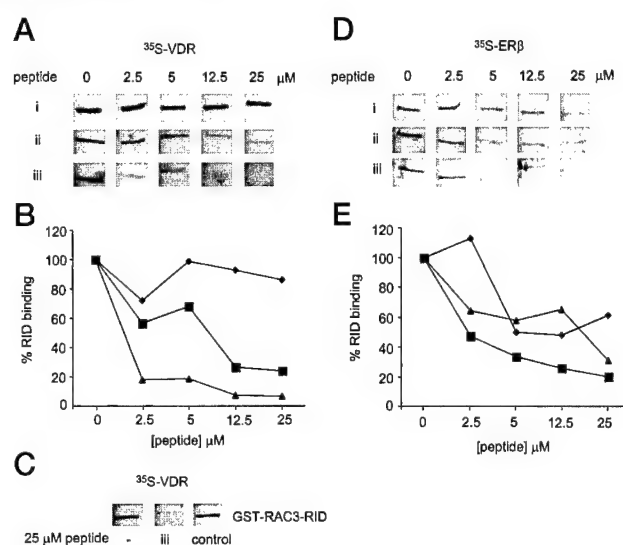 A
³⁵S-VDR
peptide 0 2.5 5 12.5 25 μM
i
ii
iii
B
% RID binding
120
100
80
60
40
20
0
0 2.5 5 12.5 25
[peptide] μM
C
³⁵S-VDR
GST-RAC3-RID
25 μM peptide - iii control
D
³⁵S-ERβ
peptide 0 2.5 5 12.5 25 μM
i
ii
iii
E
% RID binding
120
100
80
60
40
20
0
0 2.5 5 12.5 25
[peptide] μM